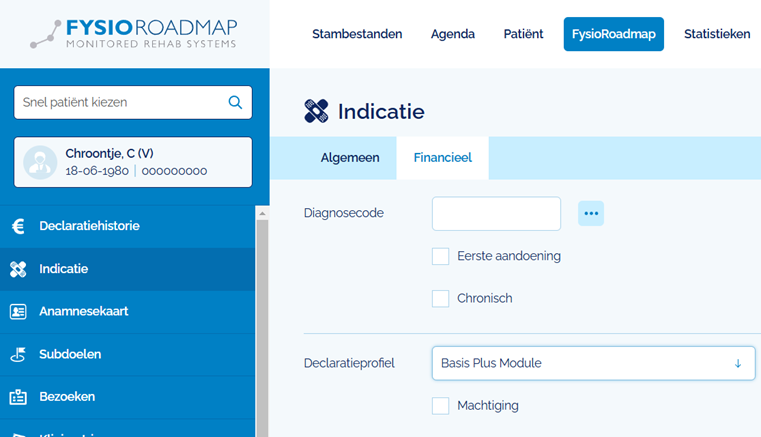 FYSIOROADMAP
MONITORED REHAB SYSTEMS
Stambestanden Agenda Patiënt FysioRoadmap Statistieken
Snel patiënt kiezen
Chroontje, C (V)
18-06-1980 | 000000000
Declaratiehistorie
Indicatie
Anamnesekaart
Subdoelen
Bezoeken
Indicatie
Algemeen Financieel
Diagnosecode
Eerste aandoening
Chronisch
Declaratieprofiel Basis Plus Module
Machtiging